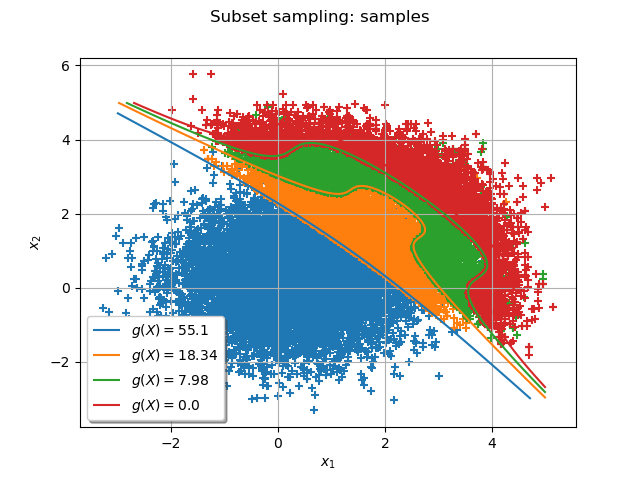 Subset sampling: samples
6
4
2
0
−2
x₂
g(X) = 55.1
g(X) = 18.34
g(X) = 7.98
g(X) = 0.0
−2
0
2
4
x₁